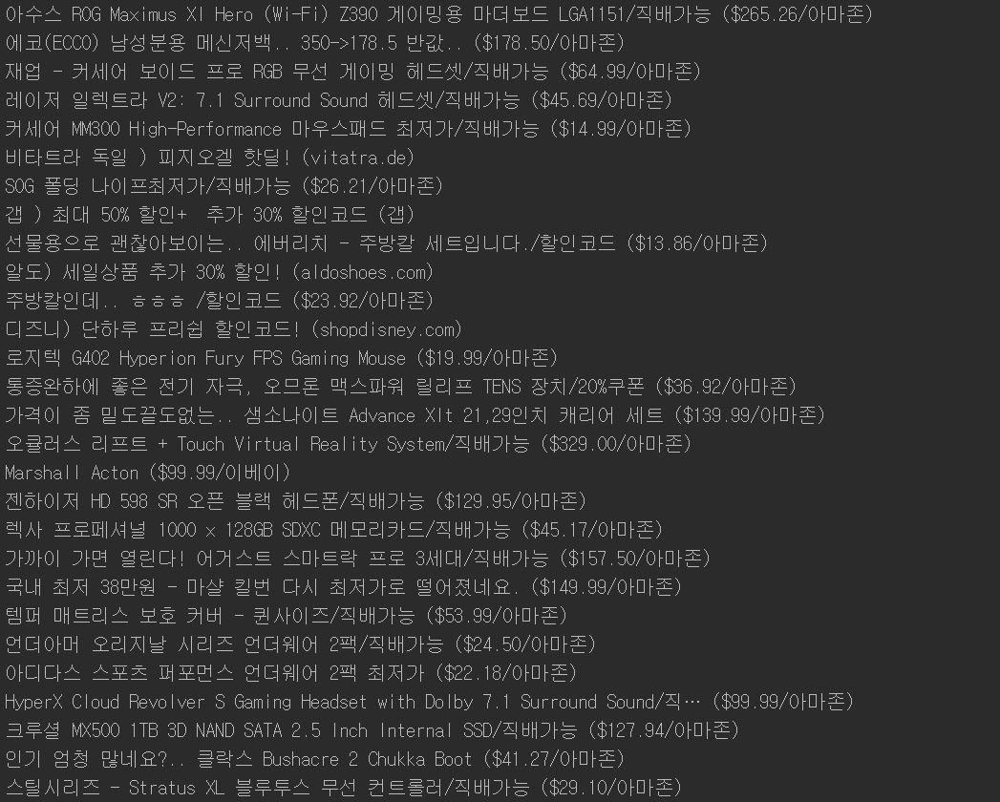 아수스 ROG Maximus XI Hero (Wi-Fi) Z390 게이밍용 마더보드 LGA1151/직배가능 ($265.26/아마존)
에코(ECCO) 남성분용 메신저백.. 350->178.5 반값.. ($178.50/아마존)
재업 - 커세어 보이드 프로 RGB 무선 게이밍 헤드셋/직배가능 ($64.99/아마존)
레이저 일렉트라 V2: 7.1 Surround Sound 헤드셋/직배가능 ($45.69/아마존)
커세어 MM300 High-Performance 마우스패드 최저가/직배가능 ($14.99/아마존)
비타트라 독일 ) 피지오겔 핫딜! (vitatra.de)
SOG 폴딩 나이프최저가/직배가능 ($26.21/아마존)
갭 ) 최대 50% 할인+  추가 30% 할인코드 (갭)
선물용으로 괜찮아보이는.. 에버리치 - 주방칼 세트입니다./할인코드 ($13.86/아마존)
알도) 세일상품 추가 30% 할인! (aldoshoes.com)
주방칼인데.. ㅎㅎㅎ /할인코드 ($23.92/아마존)
디즈니) 단하루 프리쉽 할인코드! (shopdisney.com)
로지텍 G402 Hyperion Fury FPS Gaming Mouse ($19.99/아마존)
통증완하에 좋은 전기 자극, 오므론 맥스파워 릴리프 TENS 장치/20%쿠폰 ($36.92/아마존)
가격이 좀 밑도끝도없는.. 샘소나이트 Advance Xlt 21,29인치 캐리어 세트 ($139.99/아마존)
오큘러스 리프트 + Touch Virtual Reality System/직배가능 ($329.00/아마존)
Marshall Acton ($99.99/이베이)
젠하이저 HD 598 SR 오픈 블랙 헤드폰/직배가능 ($129.95/아마존)
렉사 프로페셔널 1000 x 128GB SDXC 메모리카드/직배가능 ($45.17/아마존)
가까이 가면 열린다! 어거스트 스마트락 프로 3세대/직배가능 ($157.50/아마존)
국내 최저 38만원 - 마샬 킬번 다시 최저가로 떨어졌네요. ($149.99/아마존)
템퍼 매트리스 보호 커버 - 퀸사이즈/직배가능 ($53.99/아마존)
언더아머 오리지날 시리즈 언더웨어 2팩/직배가능 ($24.50/아마존)
아디다스 스포츠 퍼포먼스 언더웨어 2팩 최저가 ($22.18/아마존)
HyperX Cloud Revolver S Gaming Headset with Dolby 7.1 Surround Sound/직… ($99.99/아마존)
크루셜 MX500 1TB 3D NAND SATA 2.5 Inch Internal SSD/직배가능 ($127.94/아마존)
인기 엄청 많네요?.. 클락스 Bushacre 2 Chukka Boot ($41.27/아마존)
스틸시리즈 - Stratus XL 블루투스 무선 컨트롤러/직배가능 ($29.10/아마존)